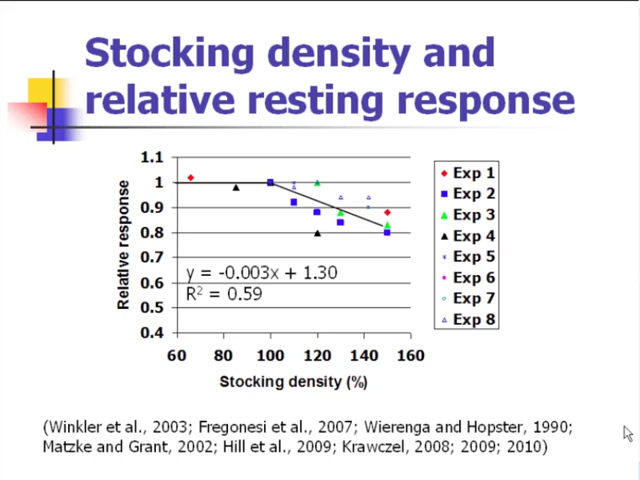 Stocking density and
relative resting response
1.1
1
0.9
0.8
0.7
0.6
0.5
0.4
Relative response
y = -0.003x + 1.30
R² = 0.59
60 80 100 120 140 160
Stocking density (%)
Exp 1
Exp 2
Exp 3
Exp 4
Exp 5
Exp 6
Exp 7
Exp 8
(Winkler et al., 2003; Fregonesi et al., 2007; Wierenga and Hopster, 1990;
Matzke and Grant, 2002; Hill et al., 2009; Krawczel, 2008; 2009; 2010)